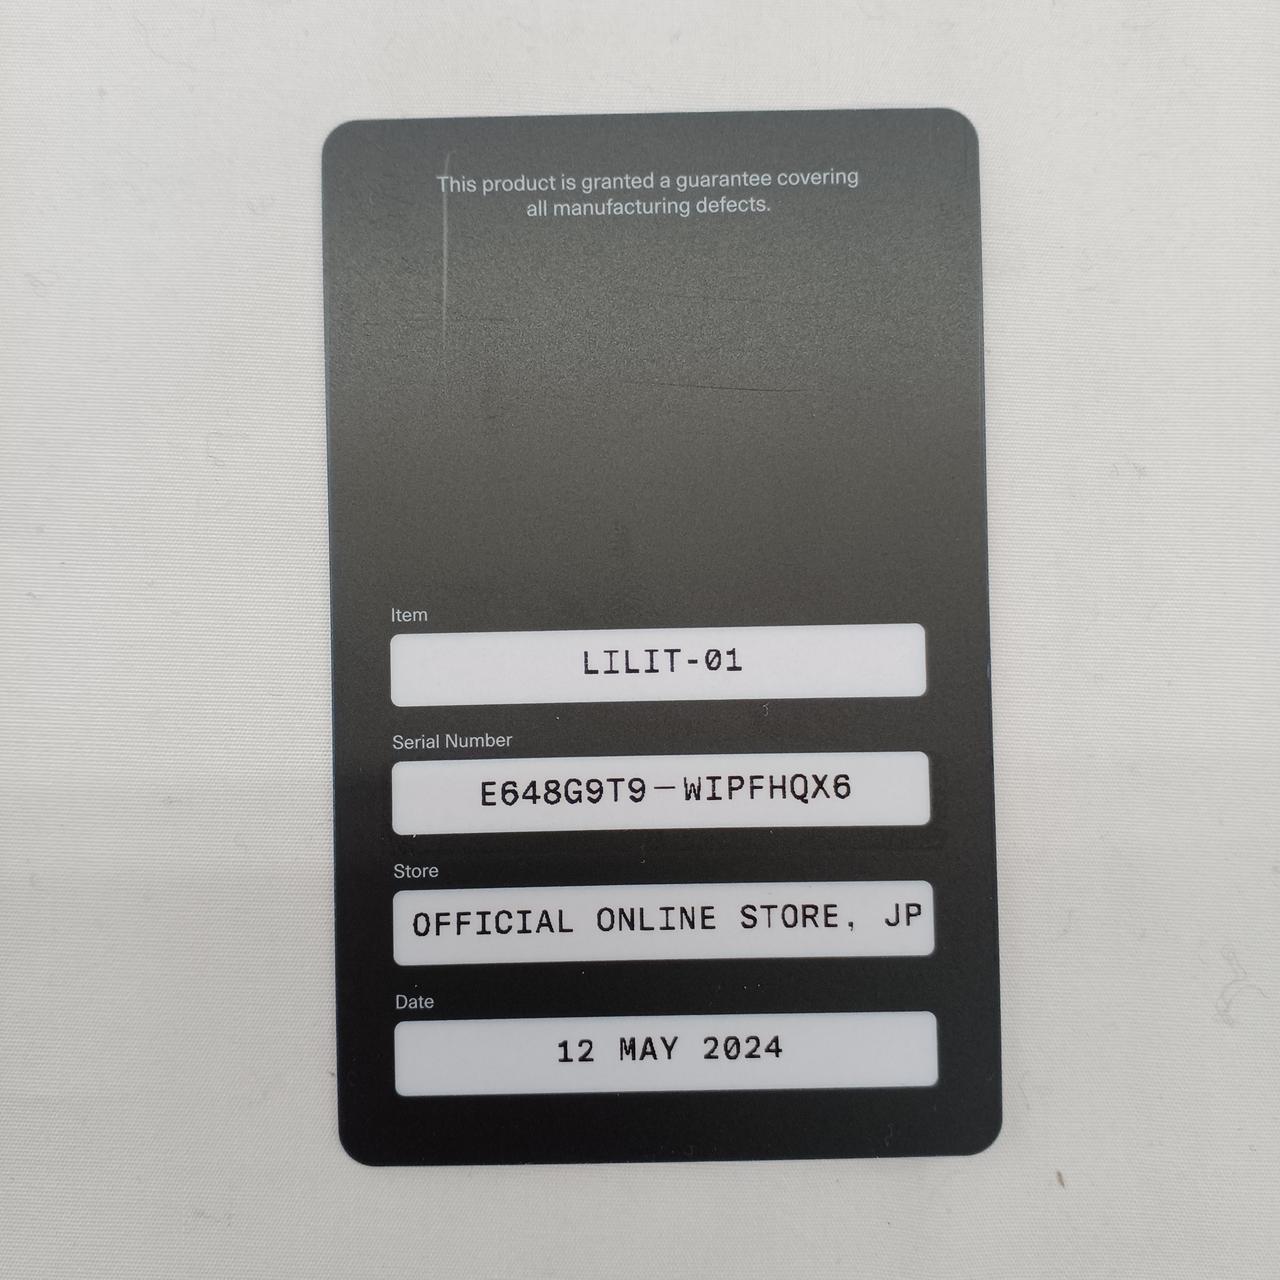 This product is granted a guarantee covering
all manufacturing defects.
Item
LILIT-01
Serial Number
E648G9T9—WIPFHQX6
Store
OFFICIAL ONLINE STORE, JP
Date
12 MAY 2024